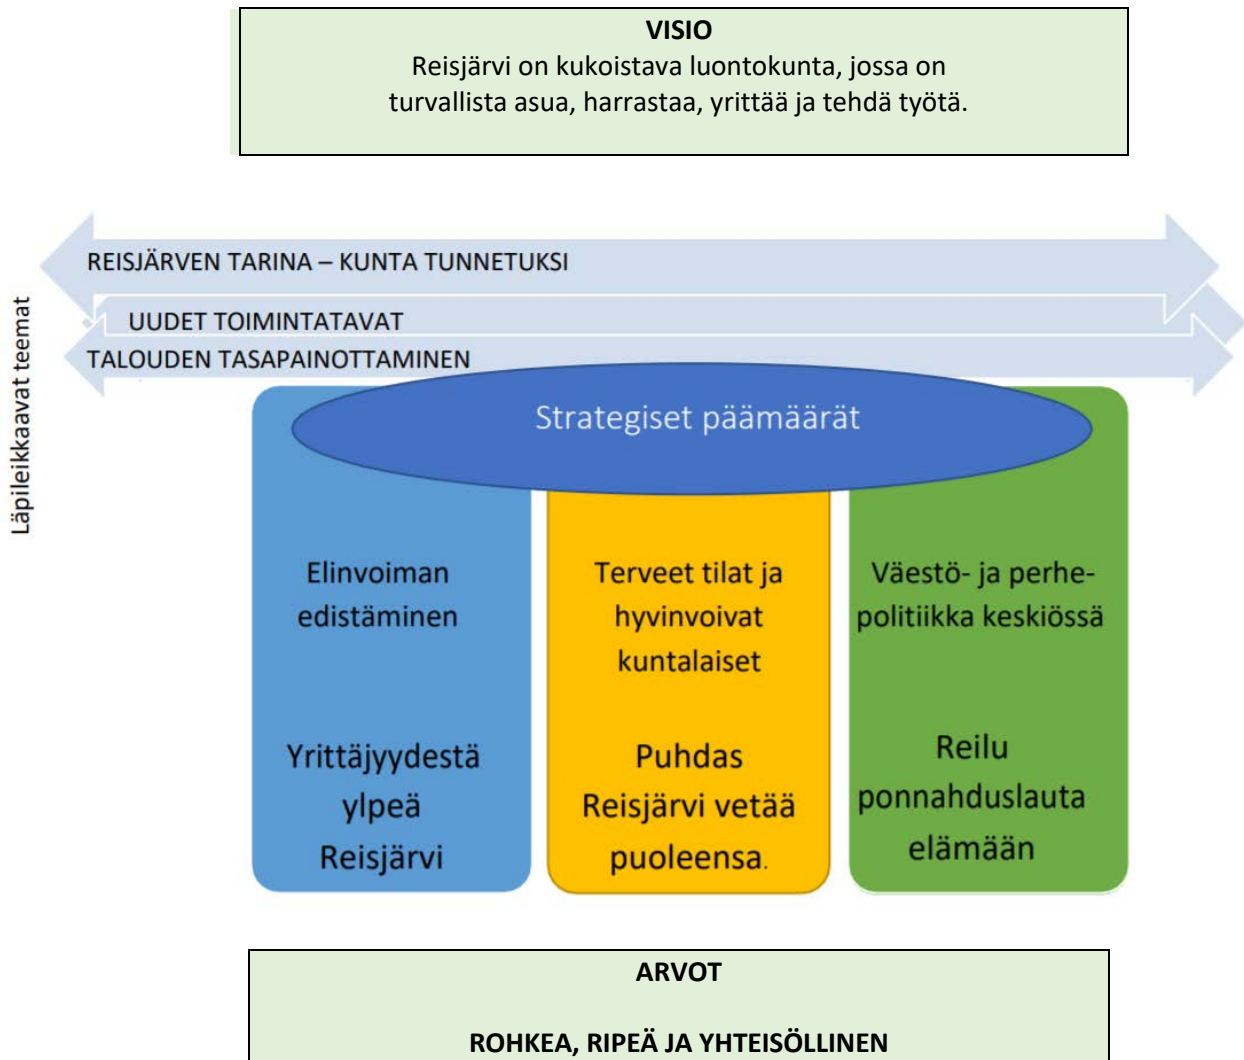 VISIO
Reisjärvi on kukoistava luontokunta, jossa on
turvallista asua, harrastaa, yrittää ja tehdä työtä.
Läpileikkaavat teemat
REISJÄRVEN TARINA – KUNTA TUNNETUKSI
UUDET TOIMINTATAVAT
TALOUDEN TASAPAINOTTAMINEN
Strategiset päämäärät
Elinvoiman
edistäminen
Yrittäjyydestä
ylpeä
Reisjärvi
Terveet tilat ja
hyvinvoivat
kuntalaiset
Puhdas
Reisjärvi vetää
puoleensa.
Väestö- ja perhe-
politiikka keskiössä
Reilu
ponnahduslauta
elämään
ARVOT
ROHKEA, RIPEÄ JA YHTEISÖLLINEN